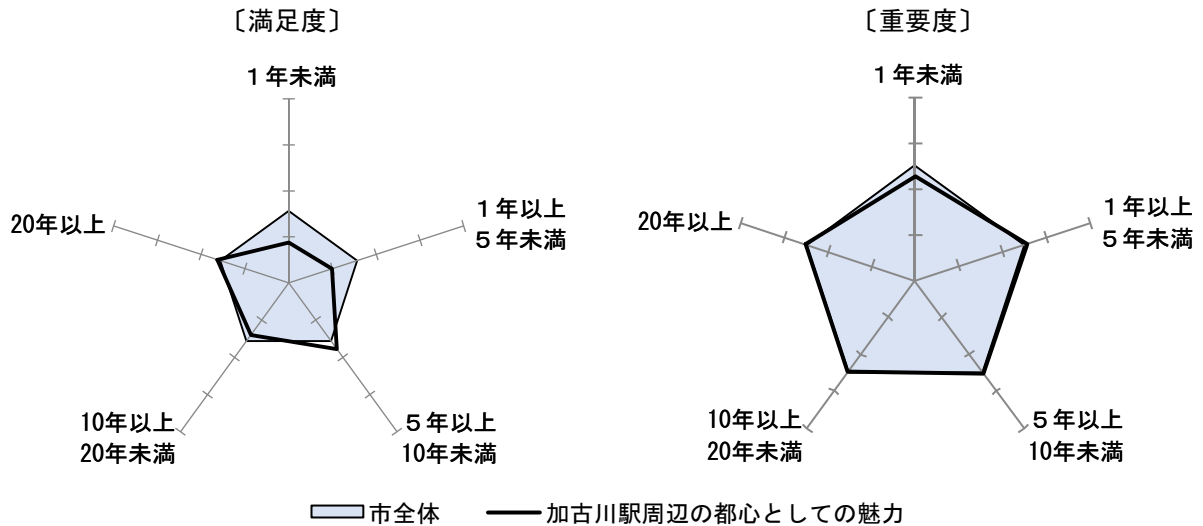 〔満足度〕
１年未満
１年以上
５年未満
５年以上
10年未満
10年以上
20年未満
20年以上
〔重要度〕
１年未満
１年以上
５年未満
５年以上
10年未満
10年以上
20年未満
20年以上
市全体
加古川駅周辺の都心としての魅力